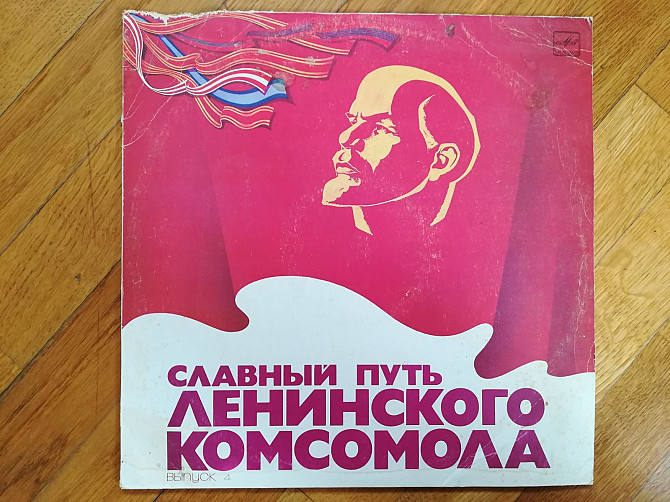 СЛАВНЫЙ ПУТЬ
ЛЕНИНСКОГО
КОМСОМОЛА
ВЫПУСК 4